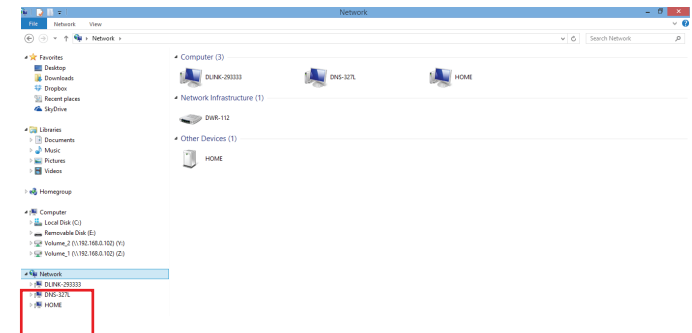 Network
File Network View
Network
Search Network
Favorites
Desktop
Downloads
Dropbox
Recent places
SkyDrive
Libraries
Documents
Music
Pictures
Videos
Homegroup
Computer
Local Disk (C:)
Removable Disk (E:)
Volume_2 (\\192.168.0.102) (Y:)
Volume_1 (\\192.168.0.102) (Z:)
Network
DLINK-293333
DNS-327L
HOME
Computer (3)
DLINK-293333 DNS-327L HOME
Network Infrastructure (1)
DWR-112
Other Devices (1)
HOME